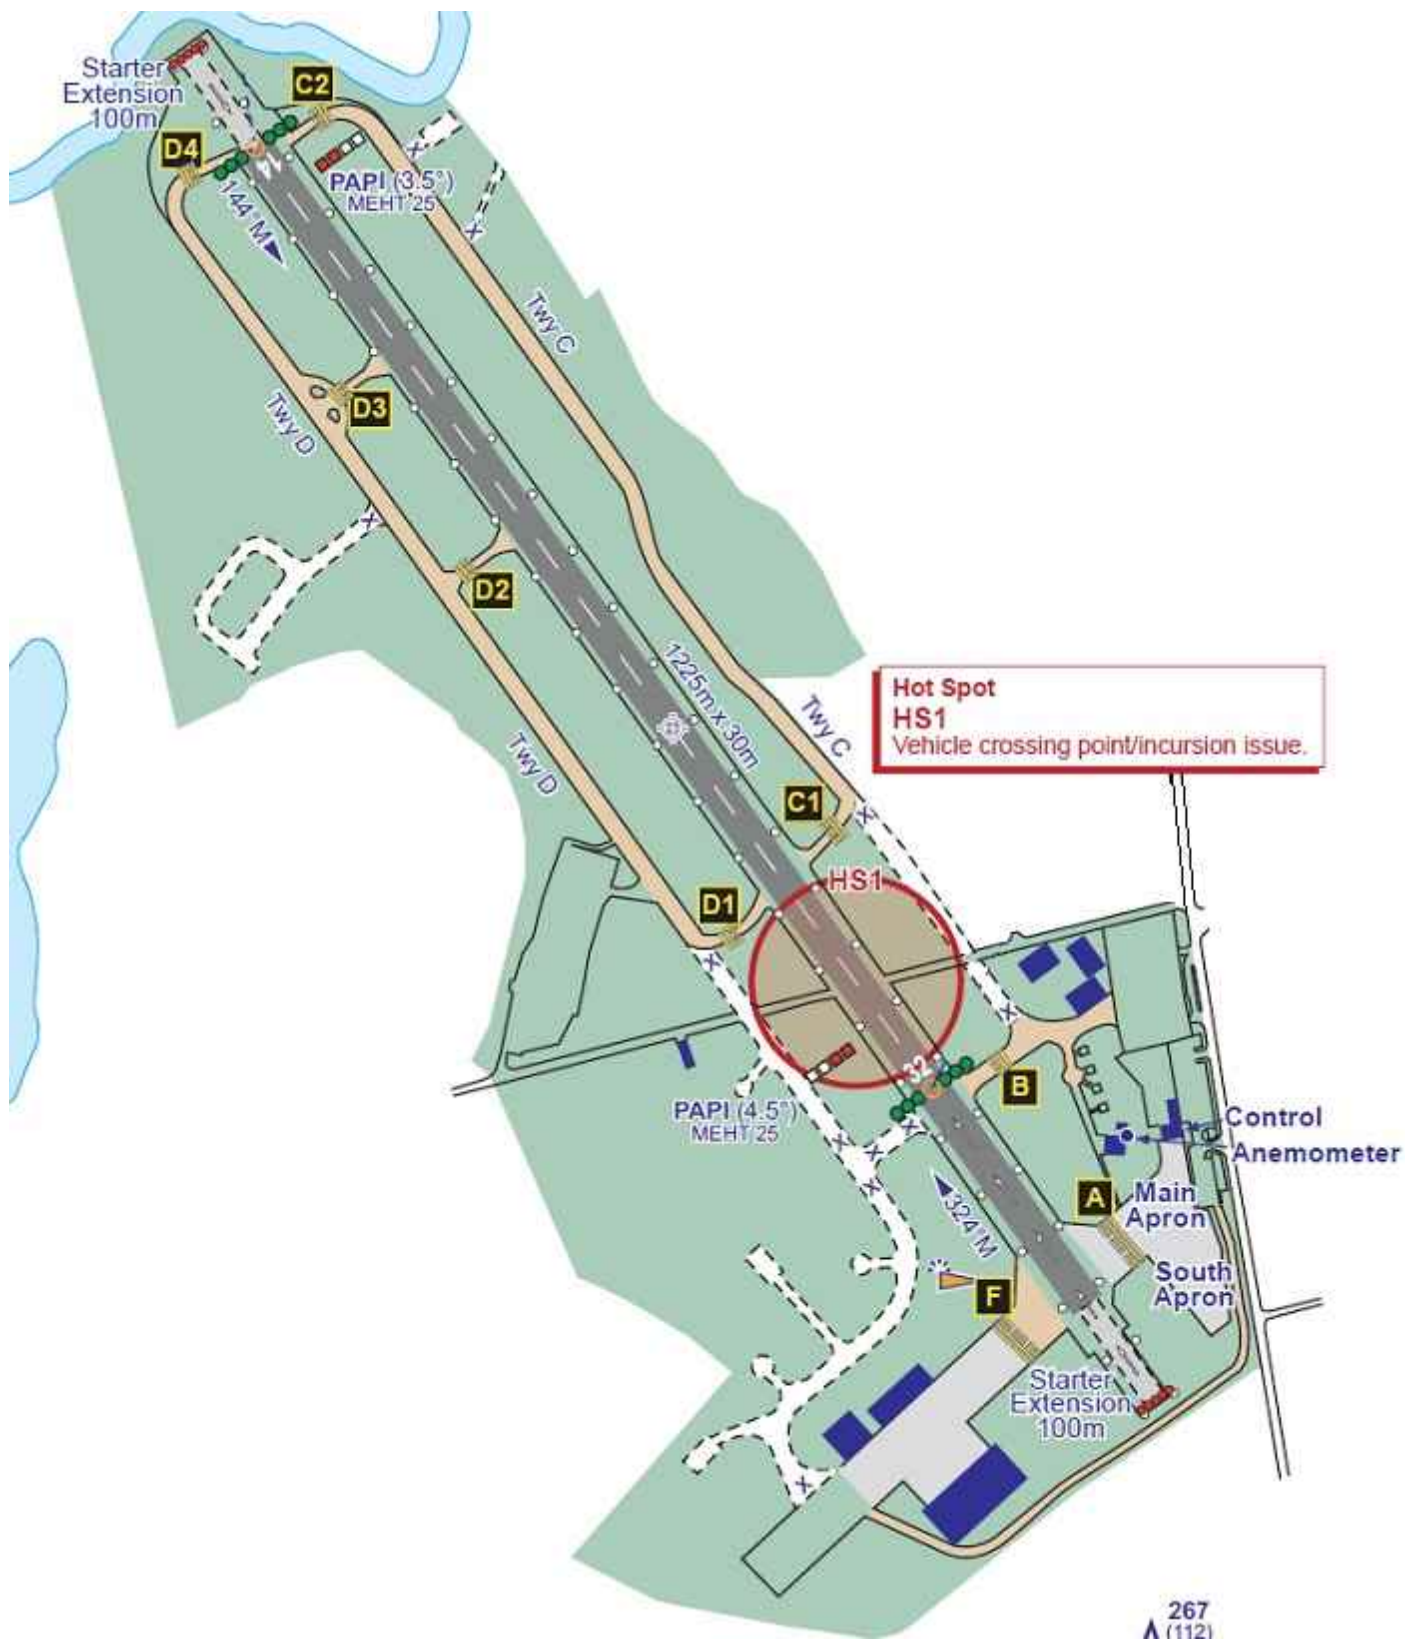 Starter
Extension
100m
C2
D4
14
PAPI (3.5°)
MEHT 25
X
X
144°M
Twy C
D3
Twy D
X
D2
1225m x 30m
Twy C
Twy D
Hot Spot
HS1
Vehicle crossing point/incursion issue.
C1
X
HS1
D1
X
X
32
B
PAPI (4.5°)
MEHT 25
X
X
X
X
Control
Anemometer
A
Main
Apron
324°M
South
Apron
F
Starter
Extension
100m
X
267
(112)